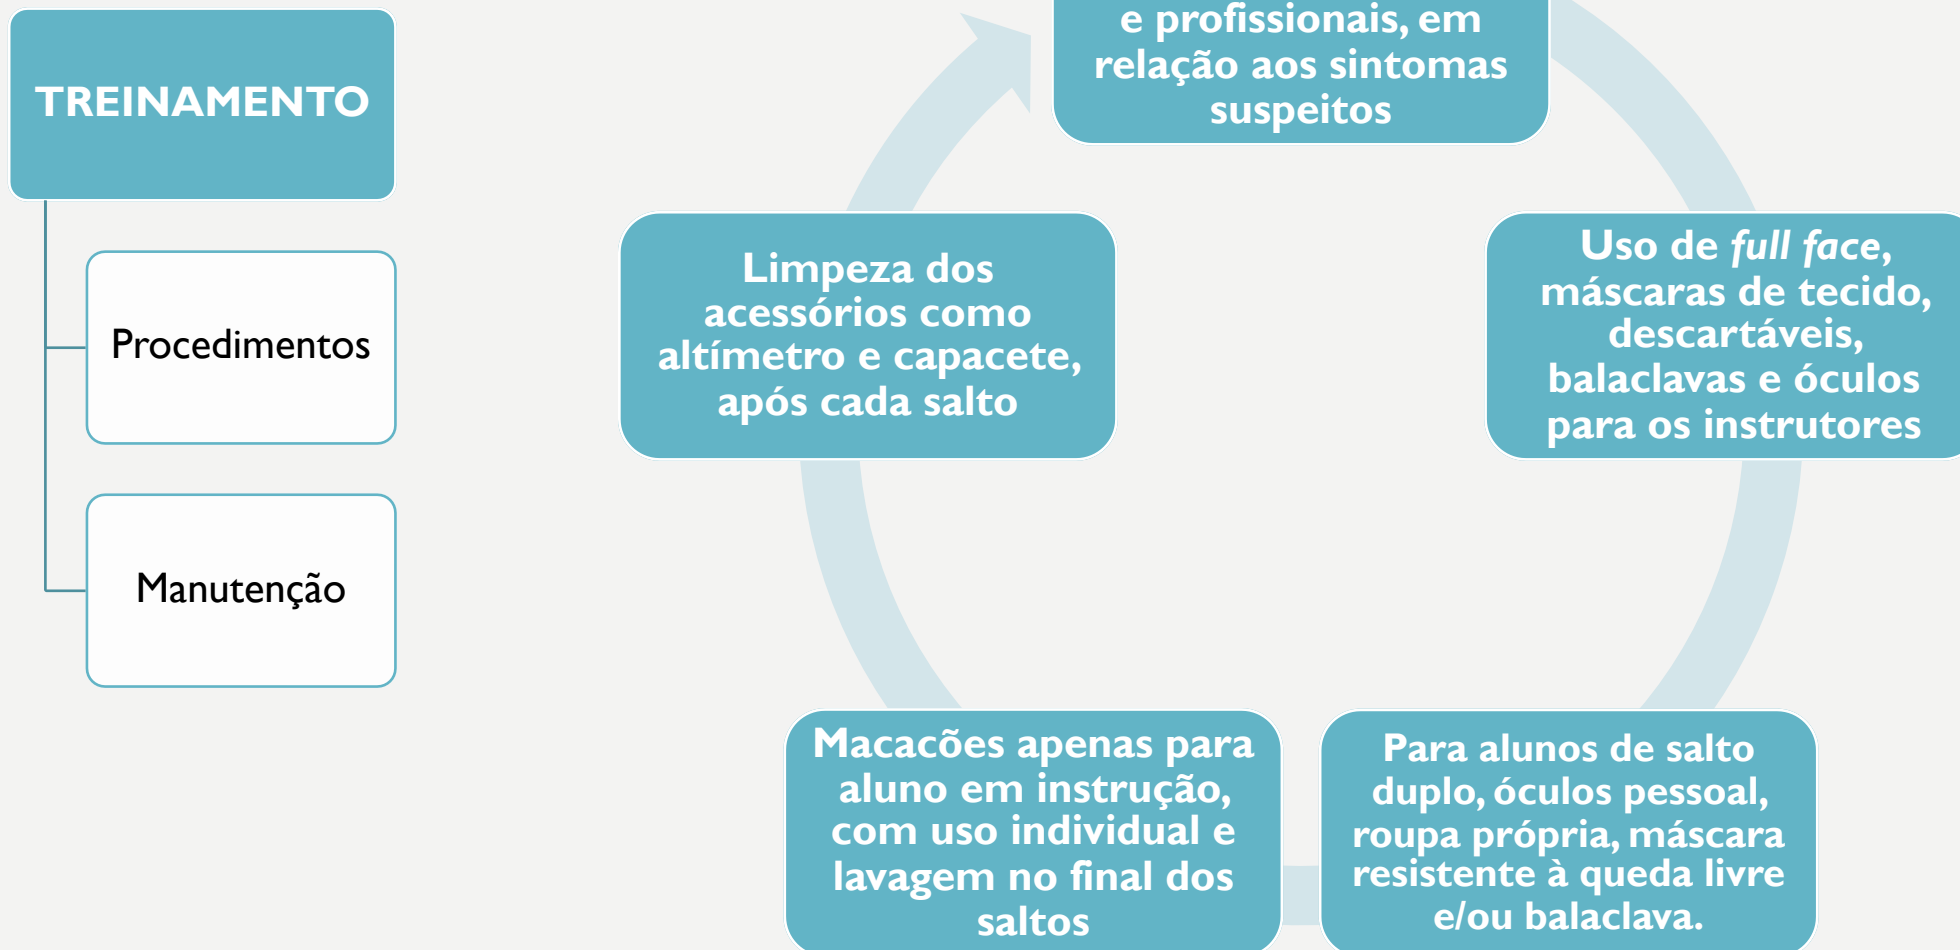 TREINAMENTO
Procedimentos
Manutenção
e profissionais, em
relação aos sintomas
suspeitos
Uso de full face,
máscaras de tecido,
descartáveis,
balaclavas e óculos
para os instrutores
Para alunos de salto
duplo, óculos pessoal,
roupa própria, máscara
resistente à queda livre
e/ou balaclava.
Macacões apenas para
aluno em instrução,
com uso individual e
lavagem no final dos
saltos
Limpeza dos
acessórios como
altímetro e capacete,
após cada salto